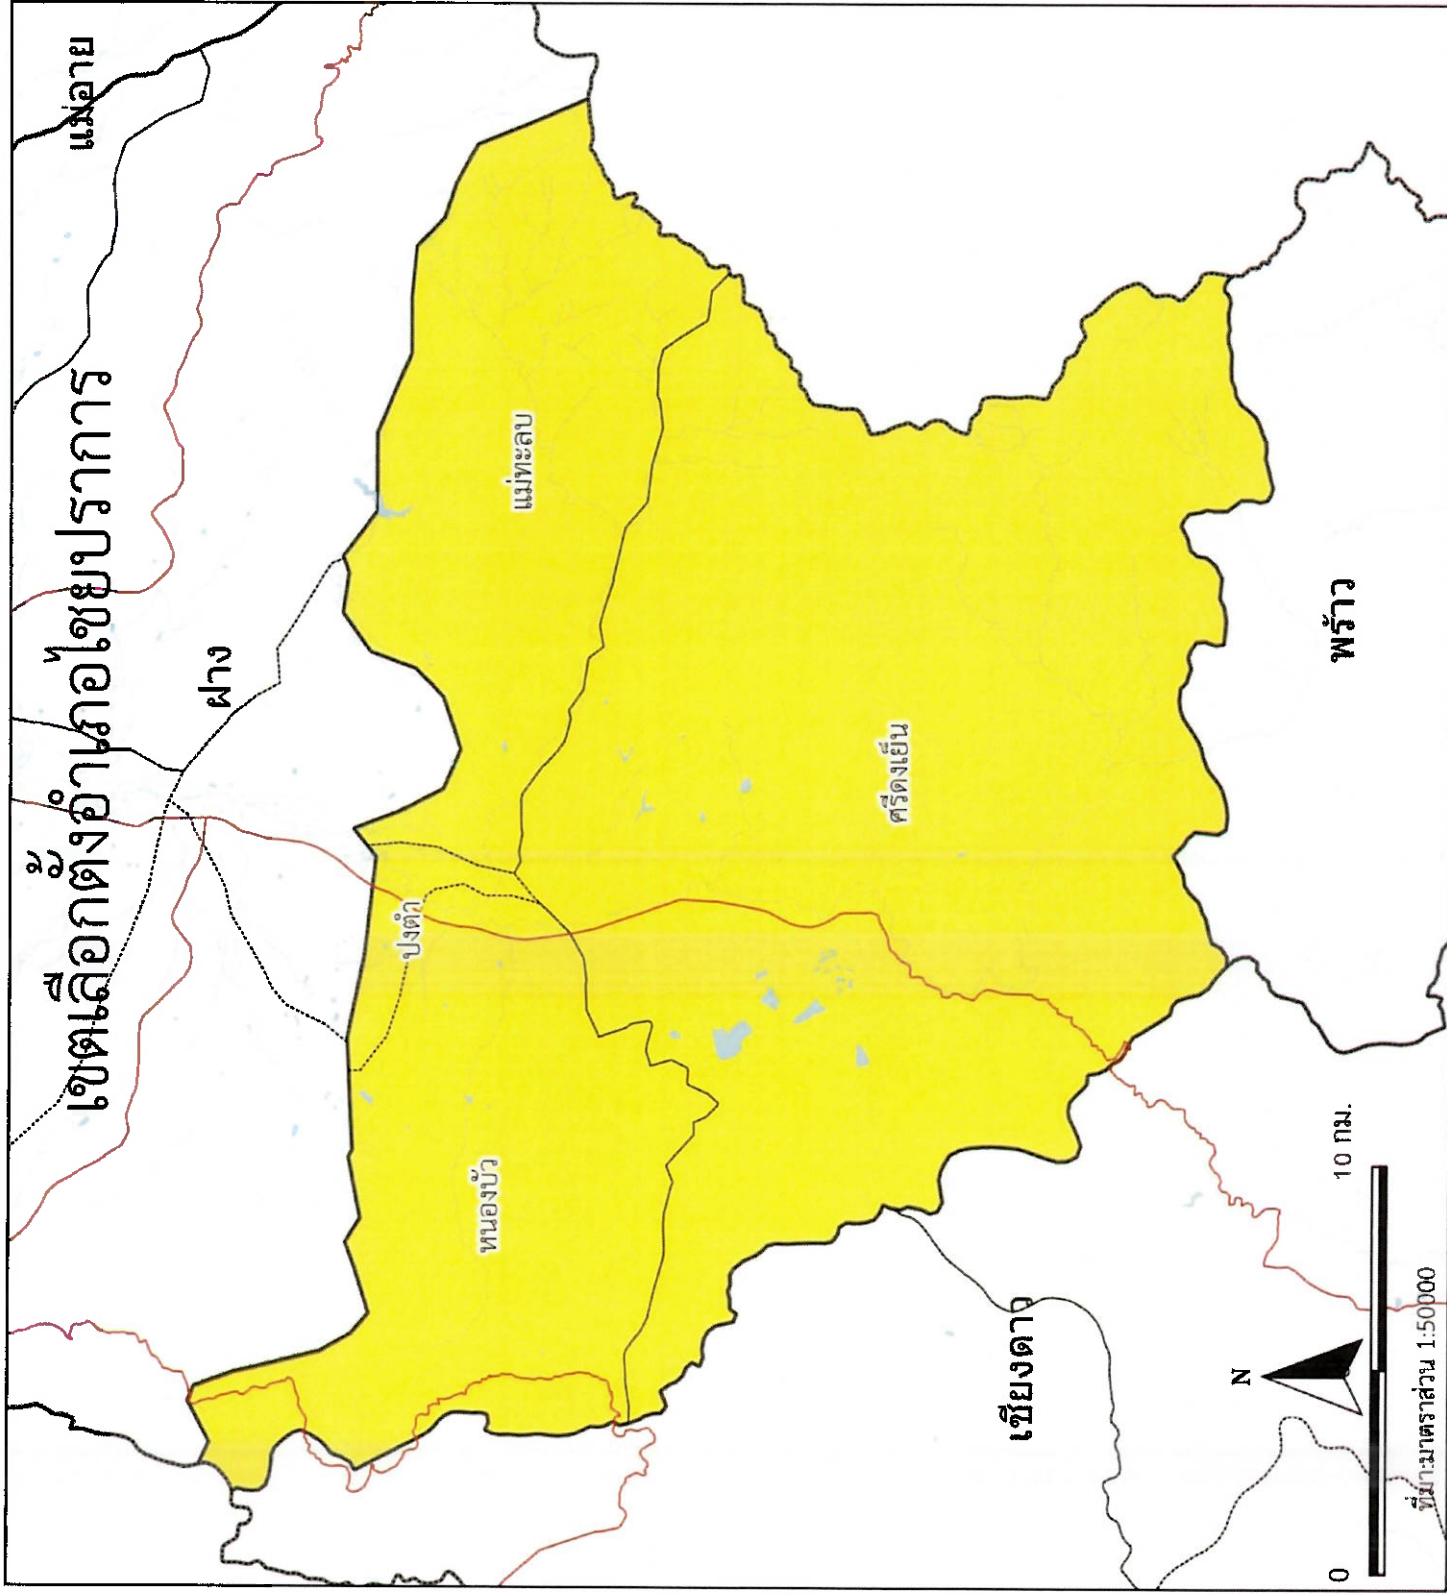 เขตเลือกตั้งอำเภอไชยปราการ
แม่อาย
ฝาง
แม่ทะลบ
ปงตำ
หนองบัว
ศรีดงเย็น
พร้าว
เชียงดาว
N
0
10 กม.
ที่มา:มาตราส่วน 1:50000